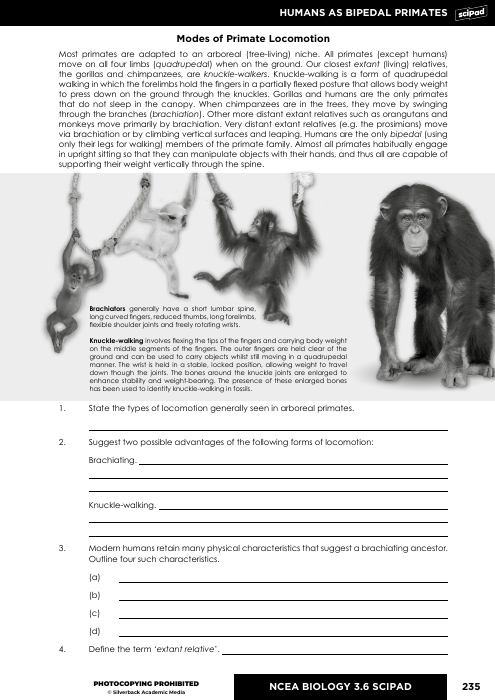 HUMANS AS BIPEDAL PRIMATES
scipad
Modes of Primate Locomotion
Most primates are adapted to an arboreal (tree-living) niche. All primates (except humans)
move on all four limbs (quadrupedal) when on the ground. Our closest extant (living) relatives,
the gorillas and chimpanzees, are knuckle-walkers. Knuckle-walking is a form of quadrupedal
walking in which the forelimbs hold the fingers in a partially flexed posture that allows body weight
to press down on the ground through the knuckles. Gorillas and humans are the only primates
that do not sleep in the canopy. When chimpanzees are in the trees, they move by swinging
through the branches (brachiation). Other more distant extant relatives such as orangutans and
monkeys move primarily by brachiation. Very distant extant relatives (e.g. the prosimians) move
via brachiation or by climbing vertical surfaces and leaping. Humans are the only bipedal (using
only their legs for walking) members of the primate family. Almost all primates habitually engage
in upright sitting so that they can manipulate objects with their hands, and thus all are capable of
supporting their weight vertically through the spine.
Brachiators generally have a short lumbar spine,
long curved fingers, reduced thumbs, long forelimbs,
flexible shoulder joints and freely rotating wrists.
Knuckle-walking involves flexing the tips of the fingers and carrying body weight
on the middle segments of the fingers. The outer fingers are held clear of the
ground and can be used to carry objects whilst still moving in a quadrupedal
manner. The wrist is held in a stable, locked position, allowing weight to travel
down through the joints. The bones around the knuckle joints are enlarged to
enhance stability and weight-bearing. The presence of these enlarged bones
has been used to identify knuckle-walking in fossils.
1. State the types of locomotion generally seen in arboreal primates.
2. Suggest two possible advantages of the following forms of locomotion:
Brachiating.
Knuckle-walking.
3. Modern humans retain many physical characteristics that suggest a brachiating ancestor.
Outline four such characteristics.
(a)
(b)
(c)
(d)
4. Define the term ‘extant relative’.
PHOTOCOPYING PROHIBITED
© Silverback Academic Media
NCEA BIOLOGY 3.6 SCIPAD
235